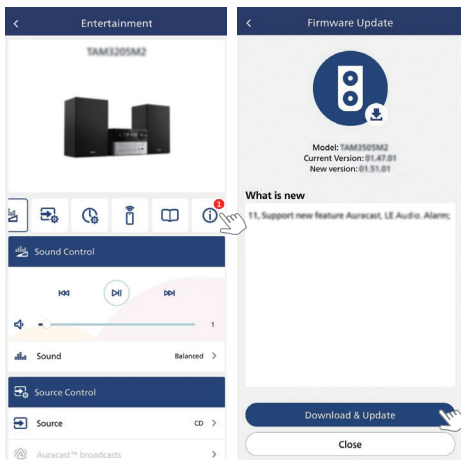 Entertainment
TAM3205M2
1
Sound Control
1
Sound
Balanced
Source Control
Source
CD
Auracast™ broadcasts
Firmware Update
Model: TAM3505M2
Current Version: 01.47.01
New version: 01.51.01
What is new
11, Support new feature Auracast, LE Audio, Alarm;
Download & Update
Close